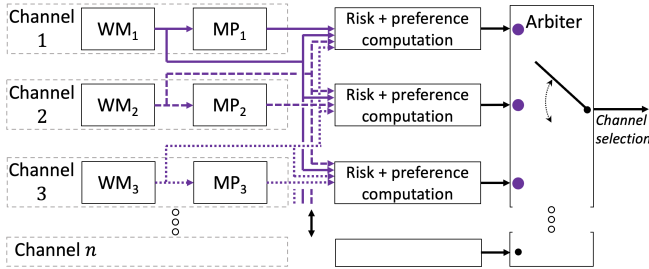 Channel
1
WM₁
MP₁
Risk + preference
computation
Arbiter
Channel
2
WM₂
MP₂
Risk + preference
computation
Channel
selection
Channel
3
WM₃
MP₃
Risk + preference
computation
Channel n